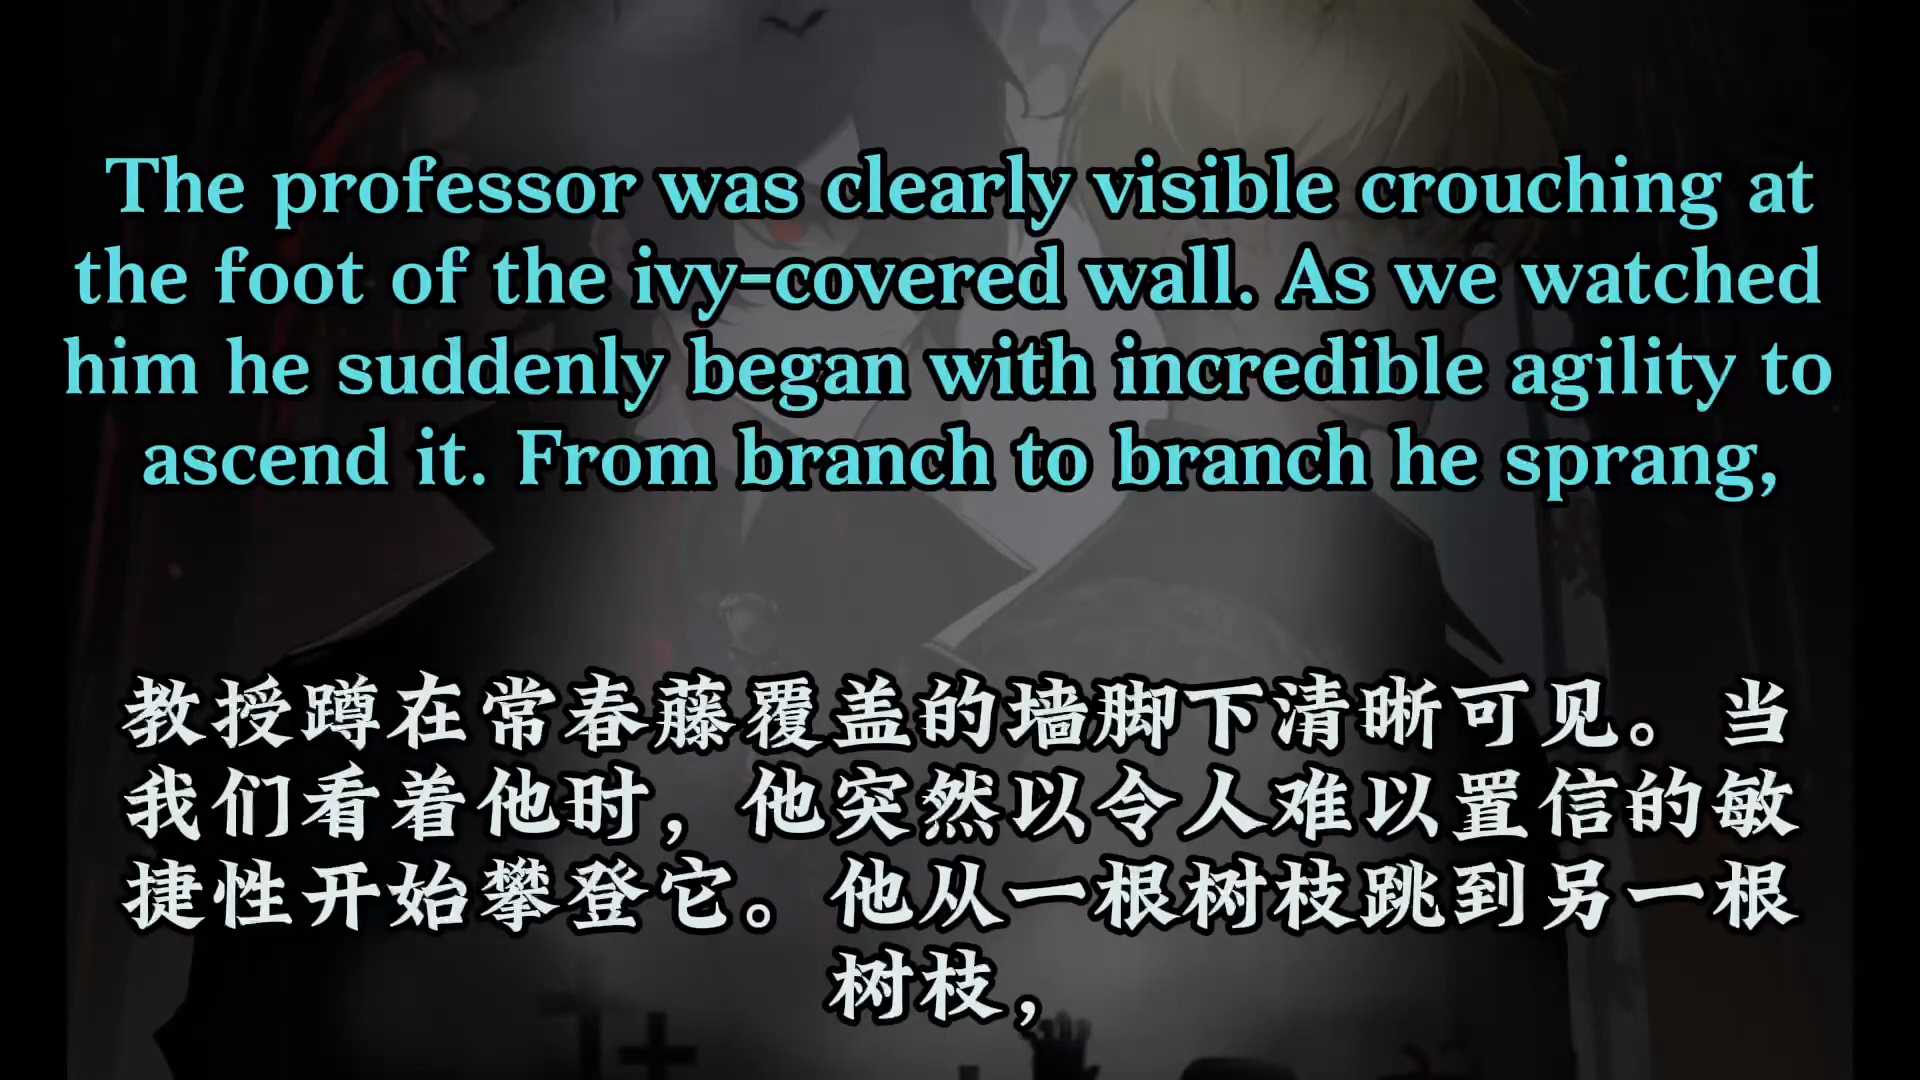 The professor was clearly visible crouching at
the foot of the ivy-covered wall. As we watched
him he suddenly began with incredible agility to
ascend it. From branch to branch he sprang,
教授蹲在常春藤覆盖的墙脚下清晰可见。当
我们看着他时，他突然以令人难以置信的敏
捷性开始攀登它。他从一根树枝跳到另一根
树枝，